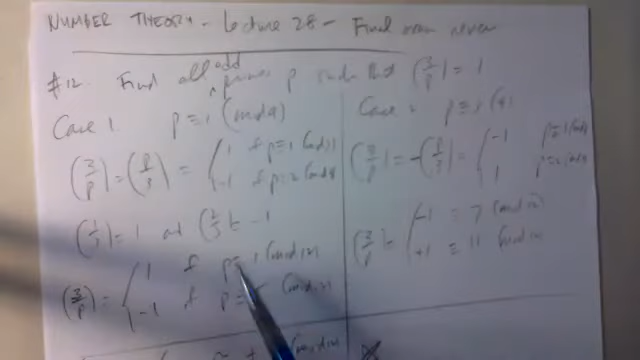 NUMBER THEORY - Lecture 28 - Final exam review
#12. Find all odd primes p such that (3/p) = 1
Case 1. p ≡ 1 (mod 4)
(3/p) = (p/3) = { 1 if p ≡ 1 (mod 3)
-1 if p ≡ 2 (mod 3)
(1/3) = 1 and (2/3) = -1
(3/p) = { 1 if p ≡ 1 (mod 12)
-1 if p ≡ (mod 12)
Case 2 p ≡ 3 (4)
(3/p) = -(p/3) = { -1 p ≡ 1 (mod
1 p ≡ 2 (mod
(3/p) = { -1 ≡ 7 (mod 12)
+1 ≡ 11 (mod 12
(mod 12)